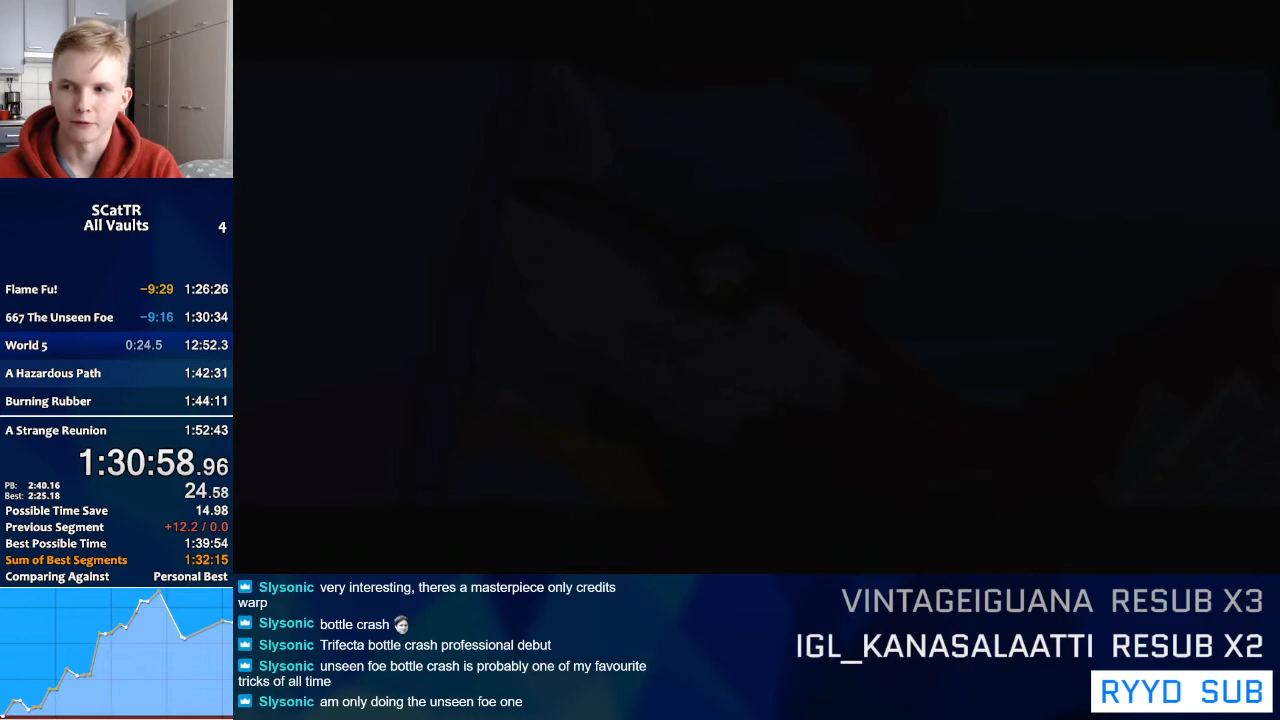 SCatTR
All Vaults
4
Flame Fu! −9:29 1:26:26
667 The Unseen Foe −9:16 1:30:34
World 5 0:24.5 12:52.3
A Hazardous Path 1:42:31
Burning Rubber 1:44:11
A Strange Reunion 1:52:43
1:30:58.96
PB: 2:40.16
Best: 2:25.18
24.58
Possible Time Save 14.98
Previous Segment +12.2 / 0.0
Best Possible Time 1:39:54
Sum of Best Segments 1:32:15
Comparing Against Personal Best
Slysonic very interesting, theres a masterpiece only credits
warp
Slysonic bottle crash
Slysonic Trifecta bottle crash professional debut
Slysonic unseen foe bottle crash is probably one of my favourite
tricks of all time
Slysonic am only doing the unseen foe one
VINTAGEIGUANA RESUB X3
IGL_KANASALAATTI RESUB X2
RYYD SUB